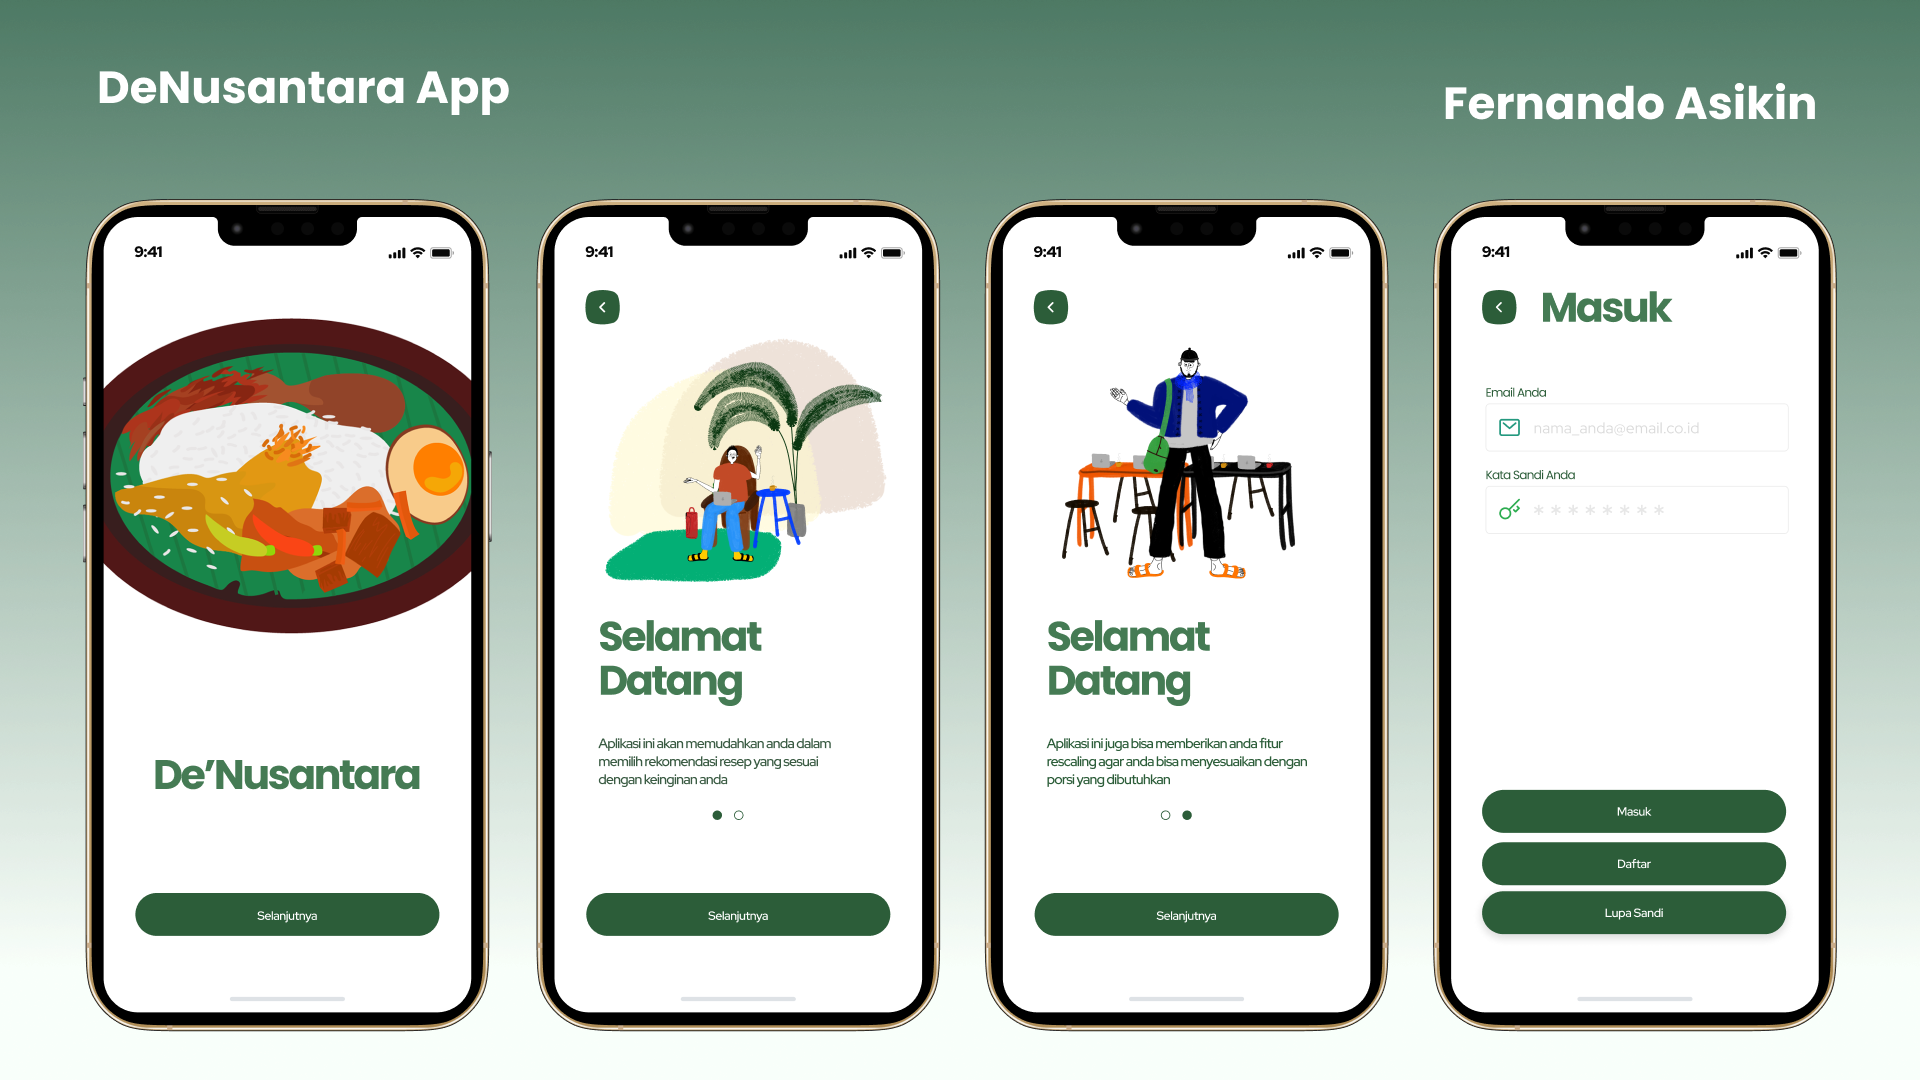 DeNusantara App
Fernando Asikin
9:41
De’Nusantara
Selanjutnya
9:41
Selamat
Datang
Aplikasi ini akan memudahkan anda dalam
memilih rekomendasi resep yang sesuai
dengan keinginan anda
Selanjutnya
9:41
Selamat
Datang
Aplikasi ini juga bisa memberikan anda fitur
rescaling agar anda bisa menyesuaikan dengan
porsi yang dibutuhkan
Selanjutnya
9:41
Masuk
Email Anda
nama_anda@email.co.id
Kata Sandi Anda
* * * * * * * *
Masuk
Daftar
Lupa Sandi